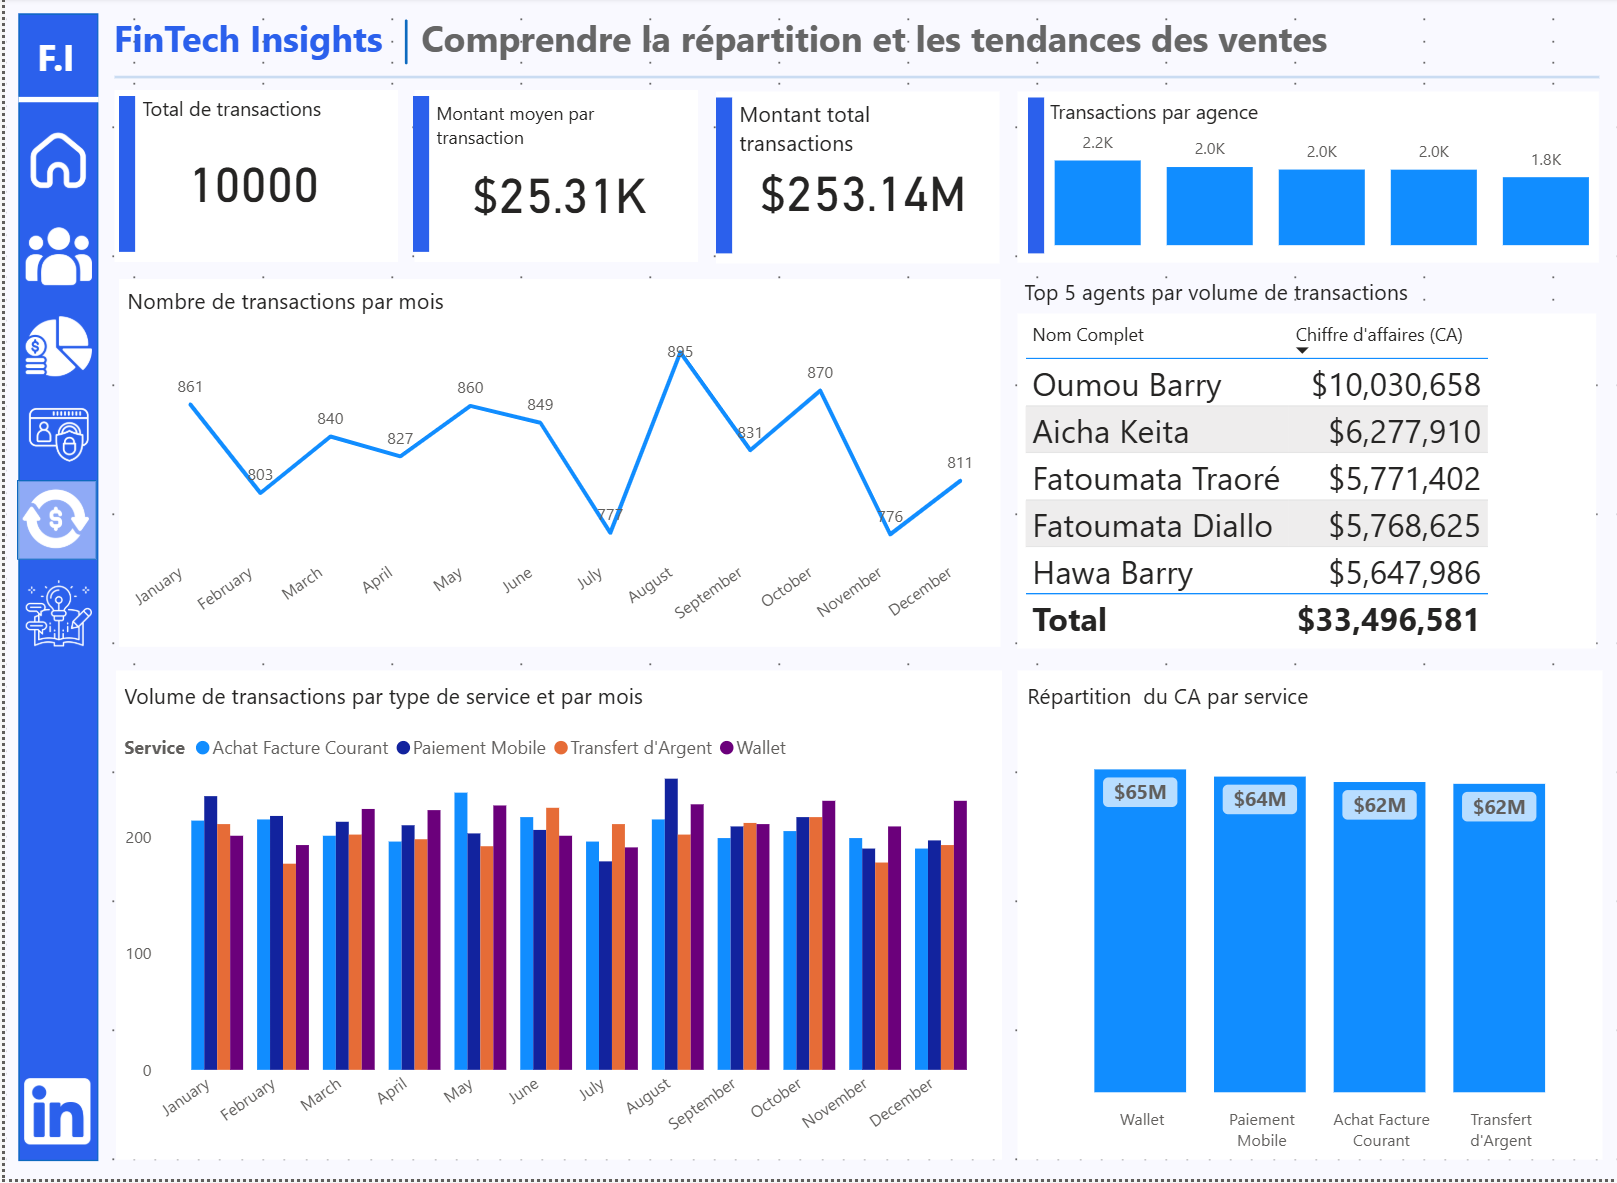 F.I
FinTech Insights
Comprendre la répartition et les tendances des ventes
Total de transactions
10000
Montant moyen par
transaction
$25.31K
Montant total
transactions
$253.14M
Transactions par agence
2.2K
2.0K
2.0K
2.0K
1.8K
Nombre de transactions par mois
861
803
840
827
860
849
777
895
831
870
776
811
January
February
March
April
May
June
July
August
September
October
November
December
Top 5 agents par volume de transactions
Nom Complet Chiffre d'affaires (CA)
Oumou Barry $10,030,658
Aicha Keita $6,277,910
Fatoumata Traoré $5,771,402
Fatoumata Diallo $5,768,625
Hawa Barry $5,647,986
Total $33,496,581
Volume de transactions par type de service et par mois
Service Achat Facture Courant Paiement Mobile Transfert d'Argent Wallet
200
100
0
January
February
March
April
May
June
July
August
September
October
November
December
Répartition  du CA par service
$65M
$64M
$62M
$62M
Wallet
Paiement
Mobile
Achat Facture
Courant
Transfert
d'Argent
in